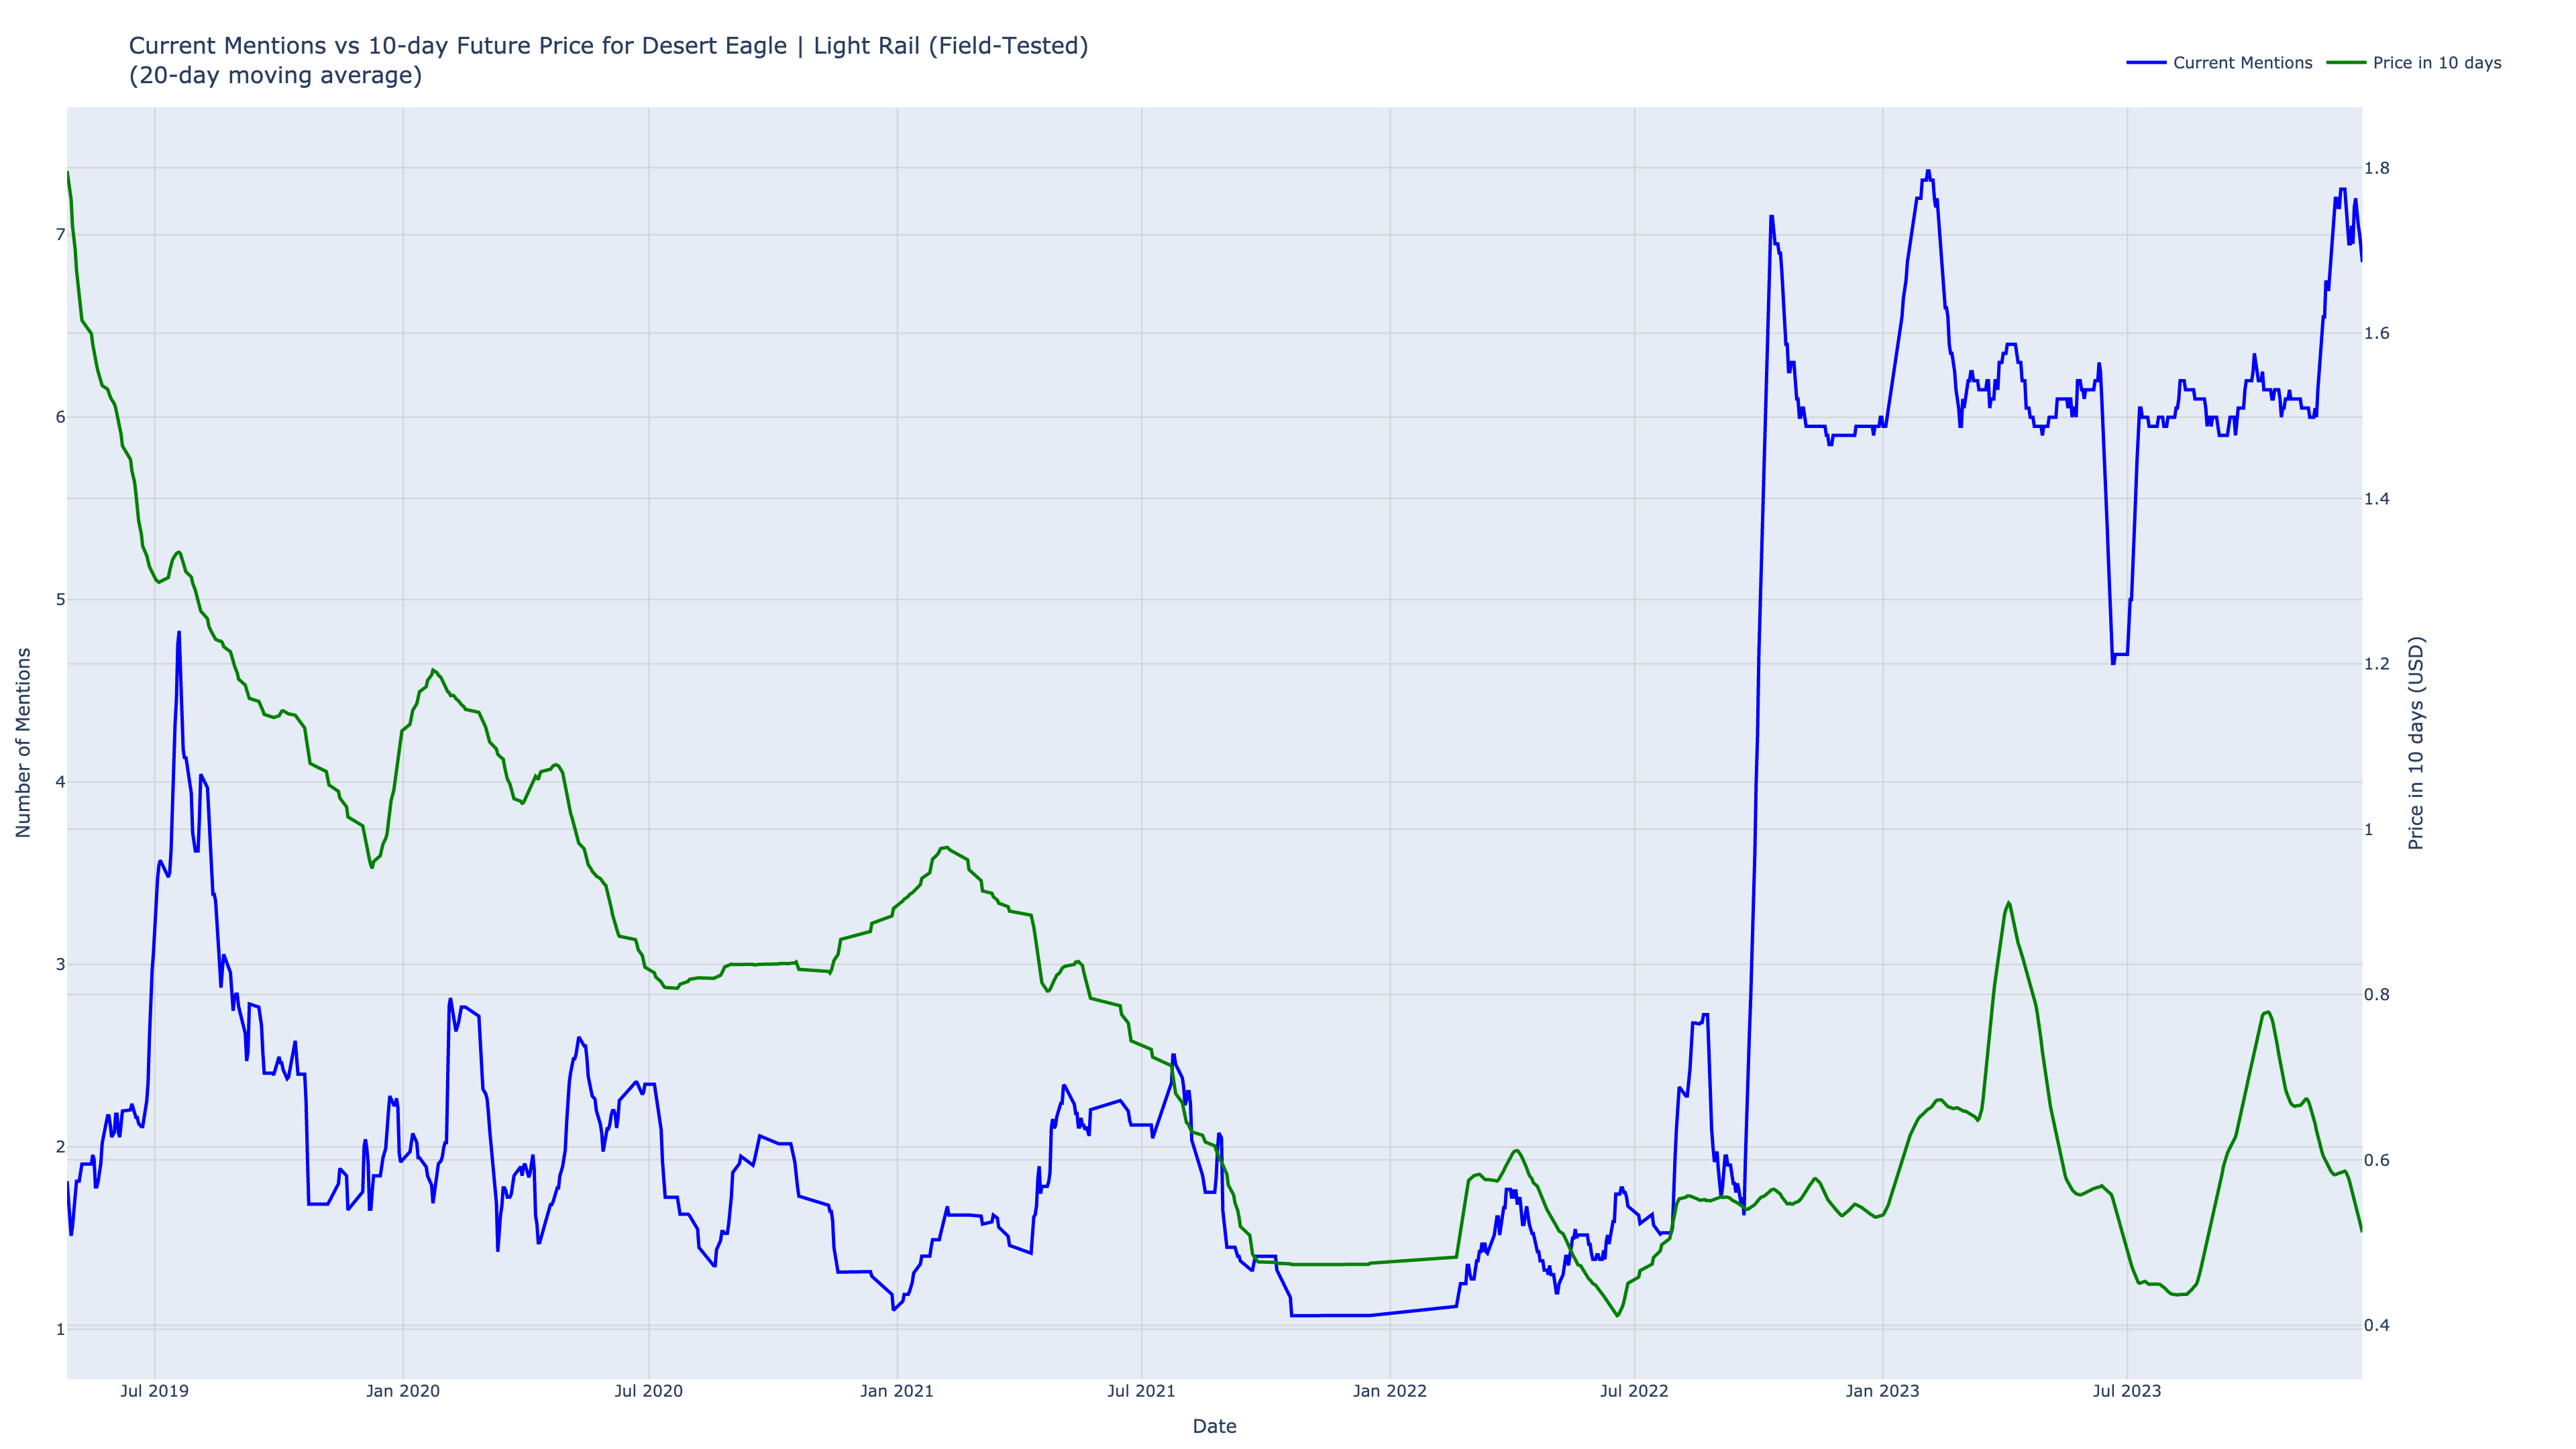 Current Mentions vs 10-day Future Price for Desert Eagle | Light Rail (Field-Tested)
(20-day moving average)
Current Mentions
Price in 10 days
Number of Mentions
7
6
5
4
3
2
1
1.8
1.6
1.4
1.2
1
0.8
0.6
0.4
Price in 10 days (USD)
Jul 2019
Jan 2020
Jul 2020
Jan 2021
Jul 2021
Jan 2022
Jul 2022
Jan 2023
Jul 2023
Date